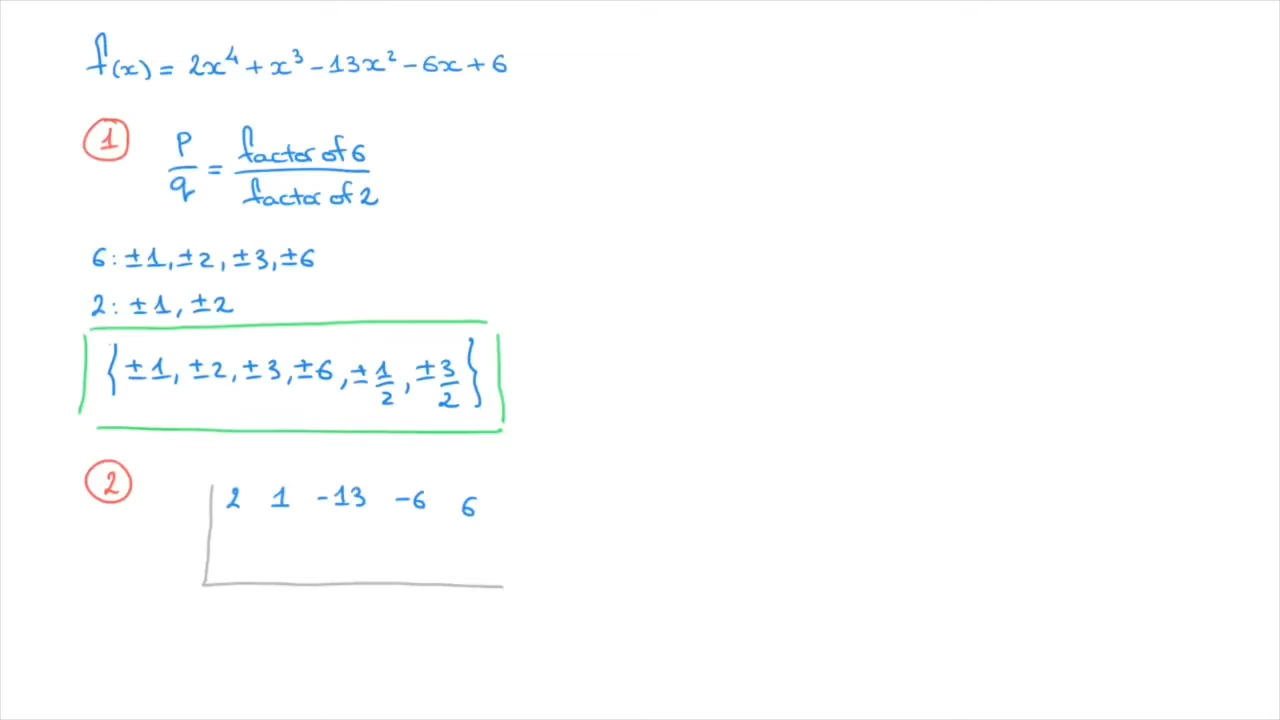 f(x) = 2x⁴ + x³ - 13x² - 6x + 6
1
p/q = factor of 6 / factor of 2
6: ±1, ±2, ±3, ±6
2: ±1, ±2
{±1, ±2, ±3, ±6, ±1/2, ±3/2}
2
2 1 -13 -6 6